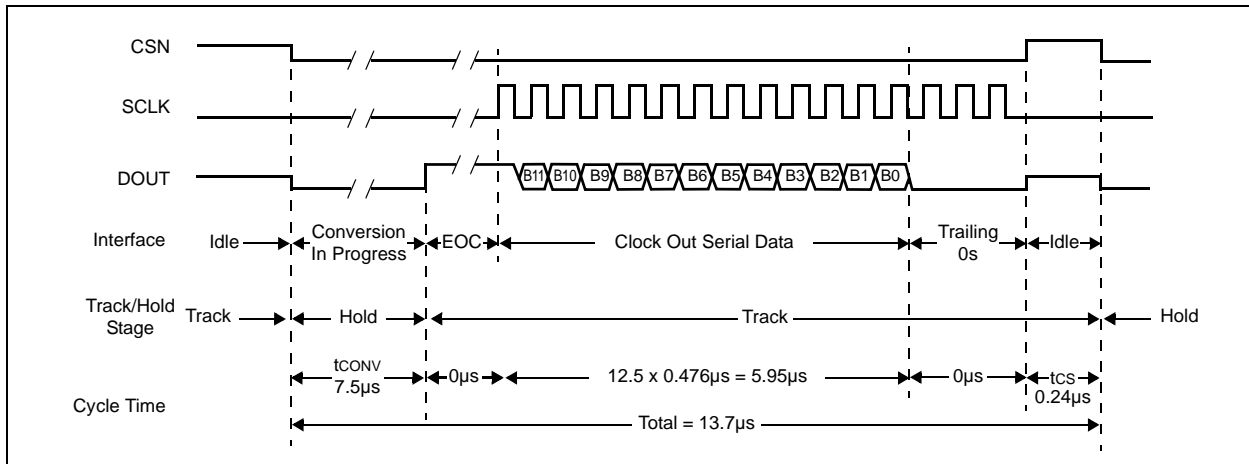 CSN
SCLK
DOUT
B11 B10 B9 B8 B7 B6 B5 B4 B3 B2 B1 B0
Interface
Idle
Conversion
In Progress
EOC
Clock Out Serial Data
Trailing
0s
Idle
Track/Hold
Stage
Track
Hold
Track
Hold
Cycle Time
tCONV
7.5µs
0µs
12.5 x 0.476µs = 5.95µs
0µs
tCS
0.24µs
Total = 13.7µs